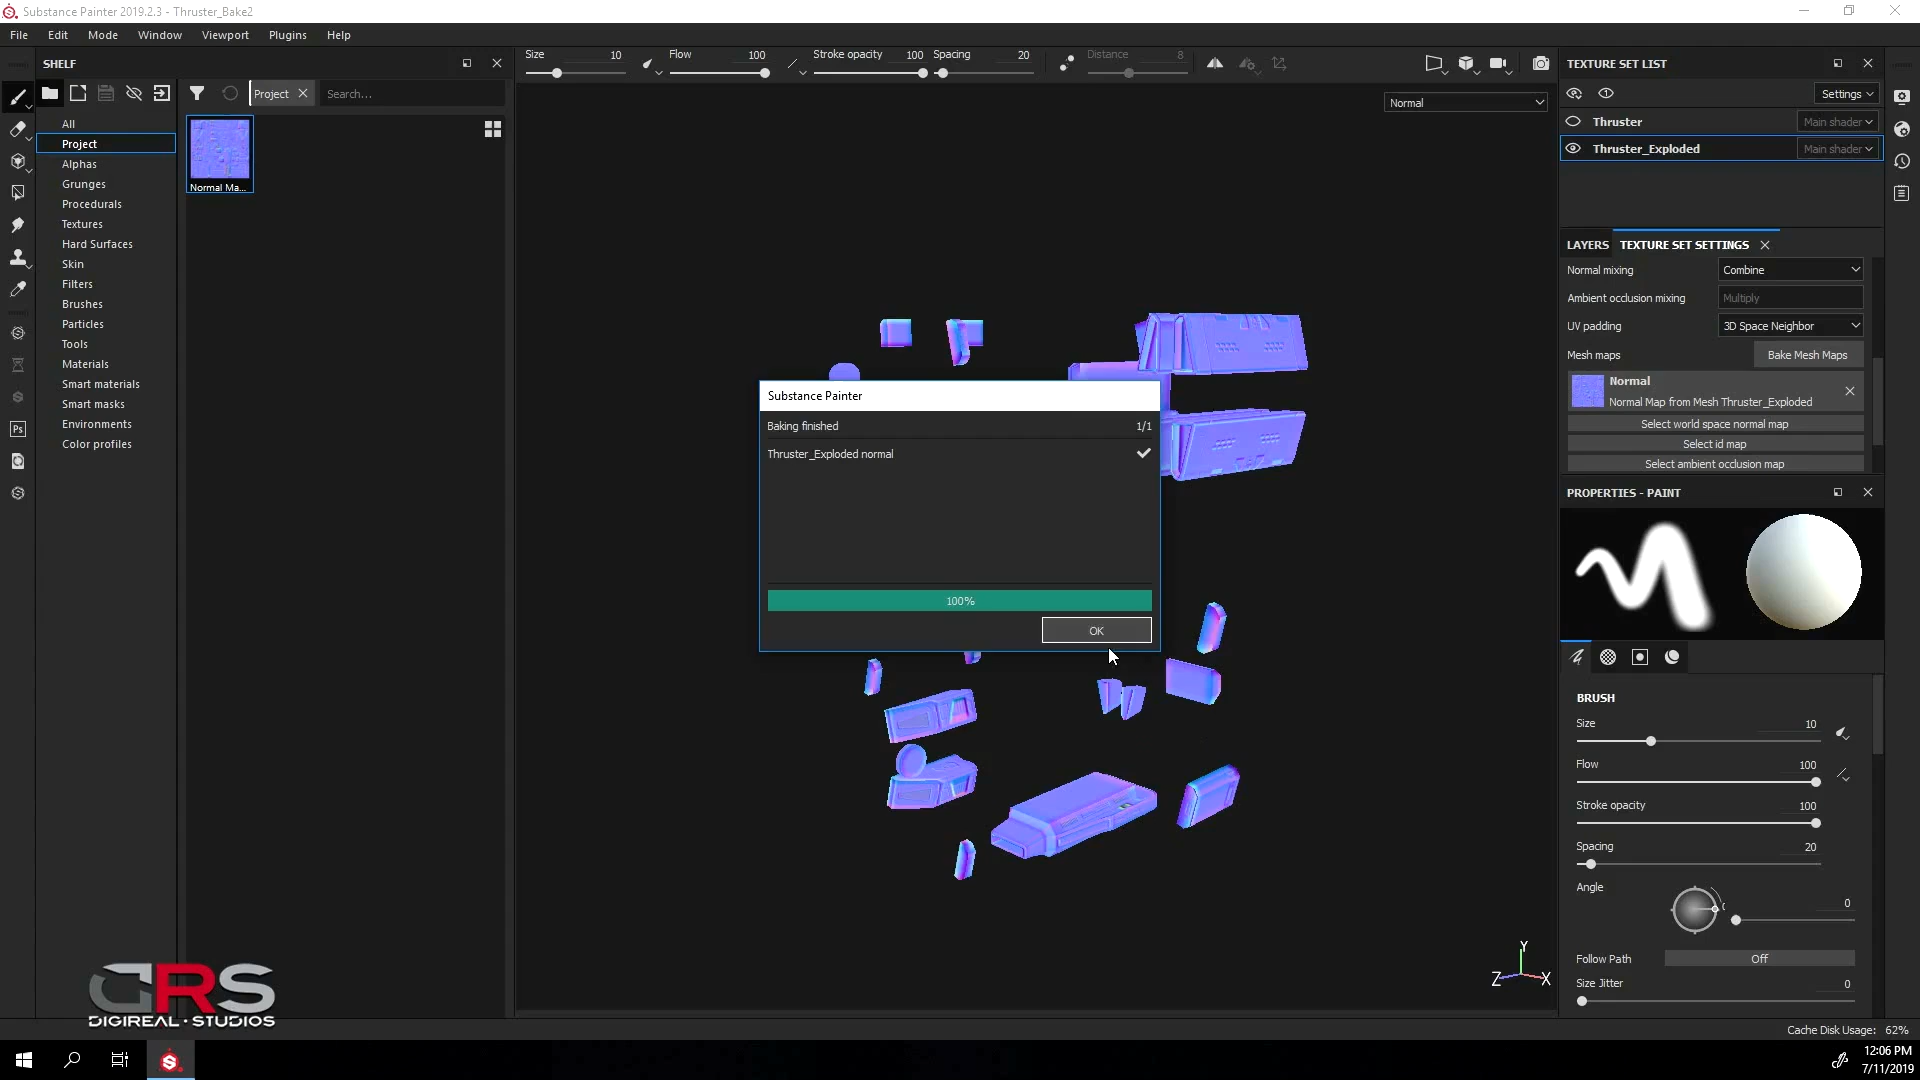 Substance Painter 2019.2.3 - Thruster_Bake2
File Edit Mode Window Viewport Plugins Help
SHELF
Size 10 Flow 100 Stroke opacity 100 Spacing 20 Distance 8
TEXTURE SET LIST
Project
Search...
Settings
All
Project
Alphas
Grunges
Procedurals
Textures
Hard Surfaces
Skin
Filters
Brushes
Particles
Tools
Materials
Smart materials
Smart masks
Environments
Color profiles
Normal Ma...
Normal
Thruster Main shader
Thruster_Exploded Main shader
LAYERS TEXTURE SET SETTINGS
Normal mixing Combine
Ambient occlusion mixing Multiply
UV padding 3D Space Neighbor
Mesh maps Bake Mesh Maps
Normal
Normal Map from Mesh Thruster_Exploded
Select world space normal map
Select id map
Select ambient occlusion map
Substance Painter
Baking finished 1/1
Thruster_Exploded normal
100%
OK
PROPERTIES - PAINT
BRUSH
Size 10
Flow 100
Stroke opacity 100
Spacing 20
Angle 0
Follow Path Off
Size Jitter 0
Y
Z X
Ps
DRS
DIGIREAL·STUDIOS
Cache Disk Usage: 62%
12:06 PM
7/11/2019